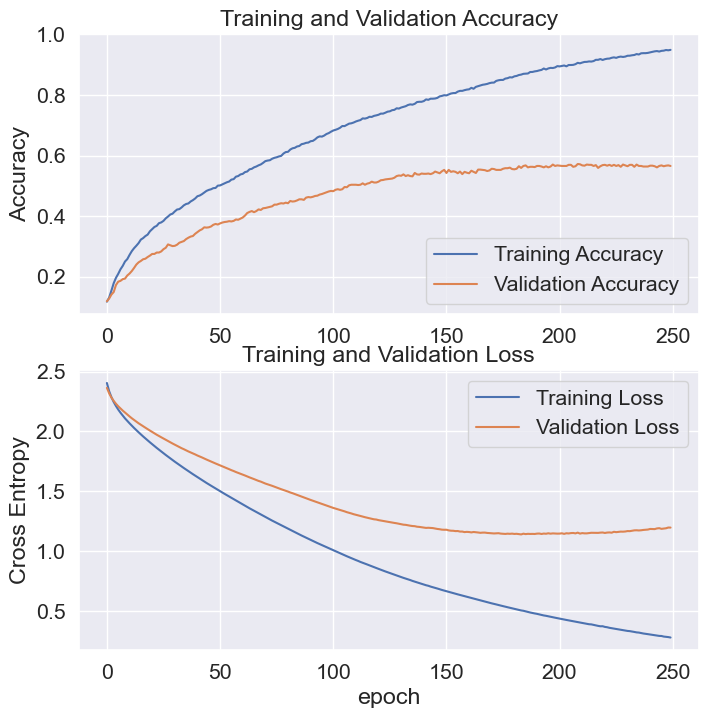 Training and Validation Accuracy
Accuracy
1.0
0.8
0.6
0.4
0.2
Training Accuracy
Validation Accuracy
0 50 100 150 200 250
Training and Validation Loss
Cross Entropy
2.5
2.0
1.5
1.0
0.5
Training Loss
Validation Loss
0 50 100 150 200 250
epoch